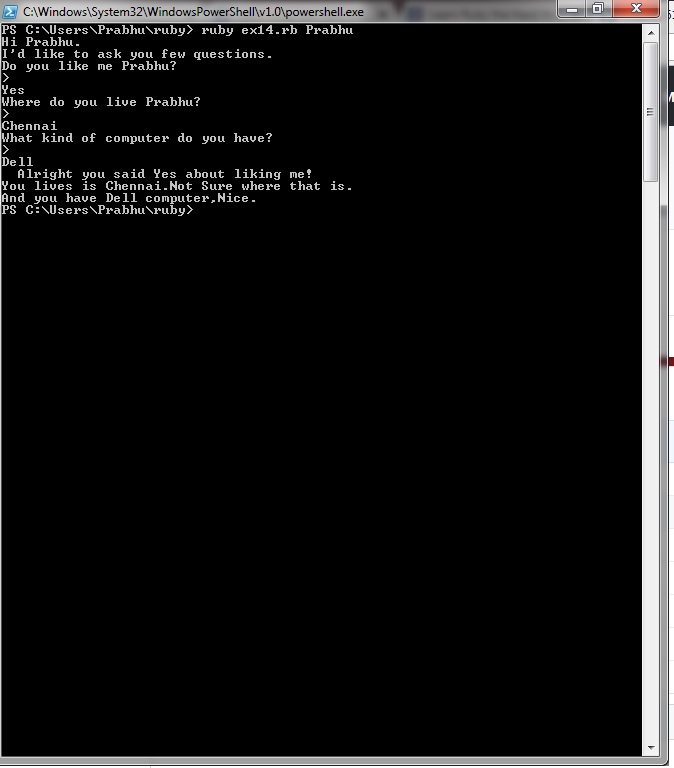 C:\Windows\System32\WindowsPowerShell\v1.0\powershell.exe
PS C:\Users\Prabhu\ruby> ruby ex14.rb Prabhu
Hi Prabhu.
I'd like to ask you few questions.
Do you like me Prabhu?
>
Yes
Where do you live Prabhu?
>
Chennai
What kind of computer do you have?
>
Dell
  Alright you said Yes about liking me!
You lives is Chennai.Not Sure where that is.
And you have Dell computer,Nice.
PS C:\Users\Prabhu\ruby>